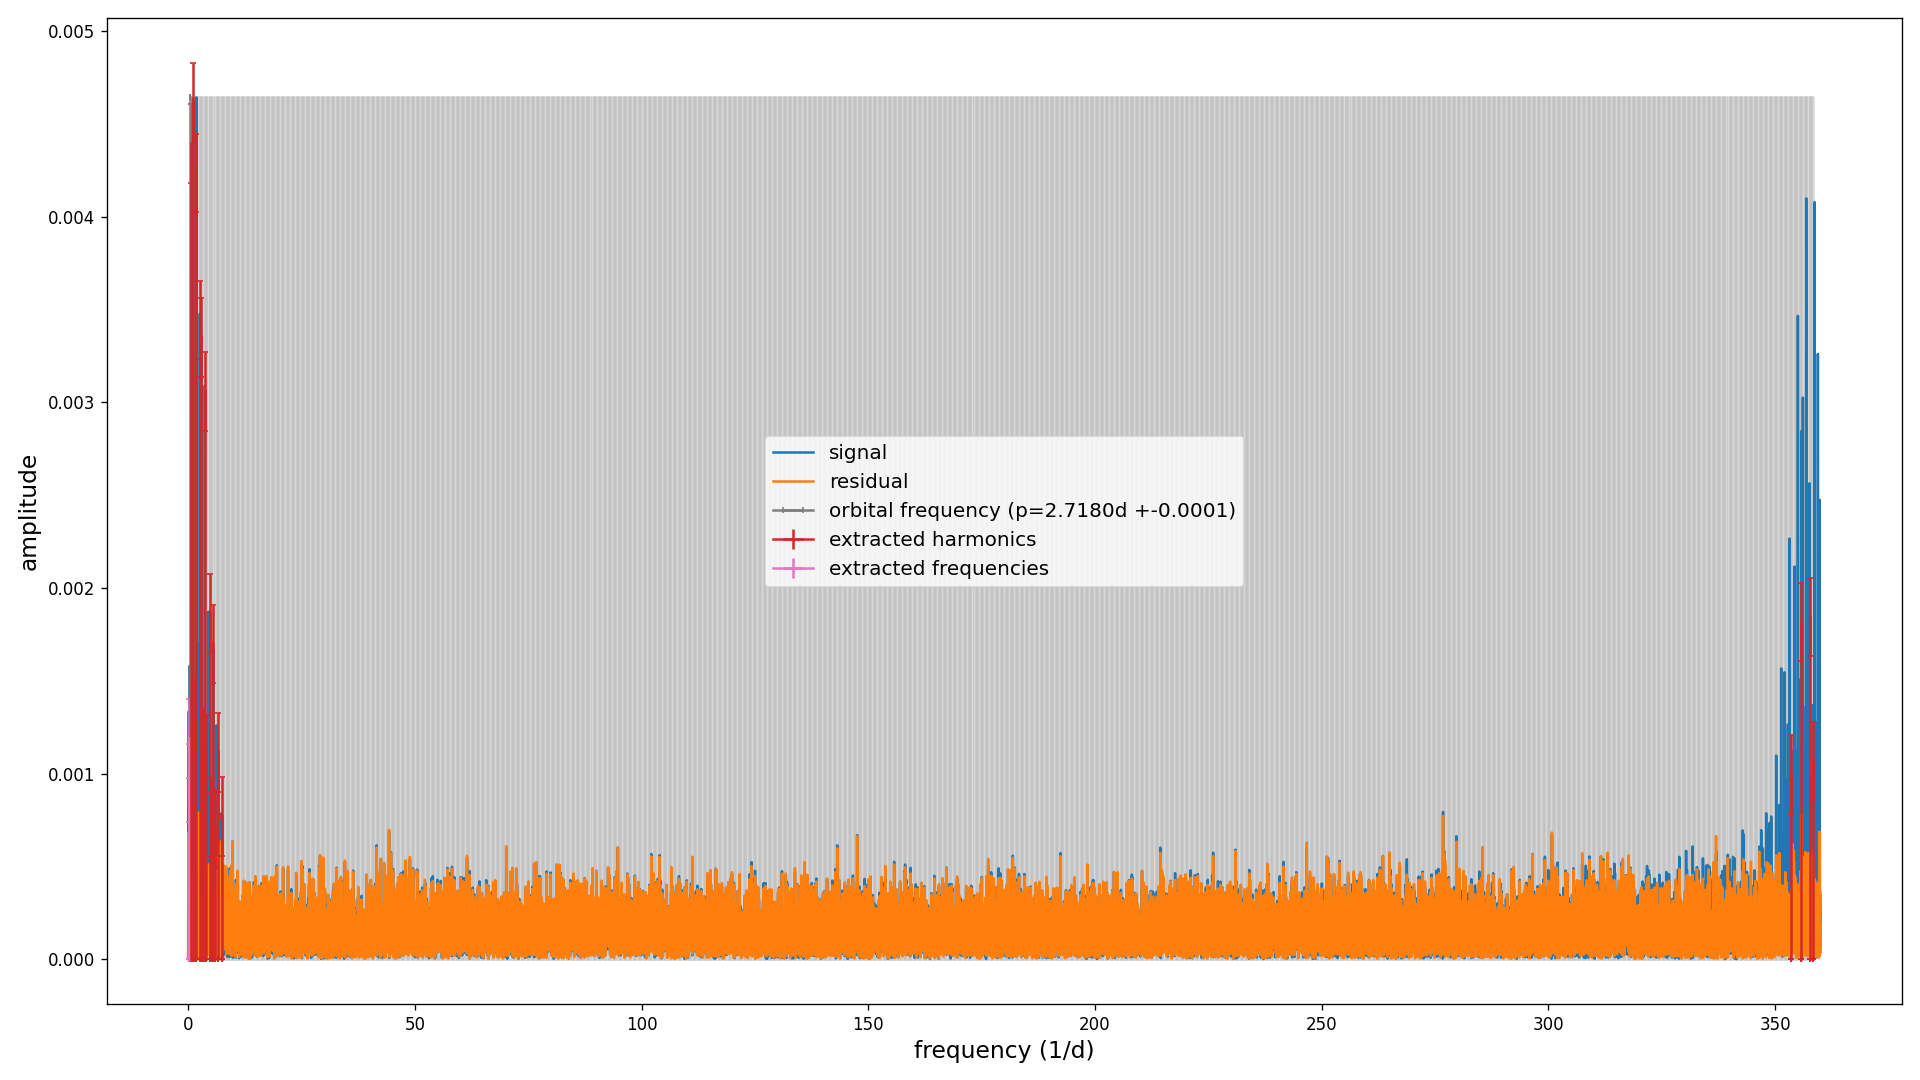 0.005
0.004
0.003
0.002
0.001
0.000
amplitude
signal
residual
orbital frequency (p=2.7180d +-0.0001)
extracted harmonics
extracted frequencies
0
50
100
150
200
250
300
350
frequency (1/d)